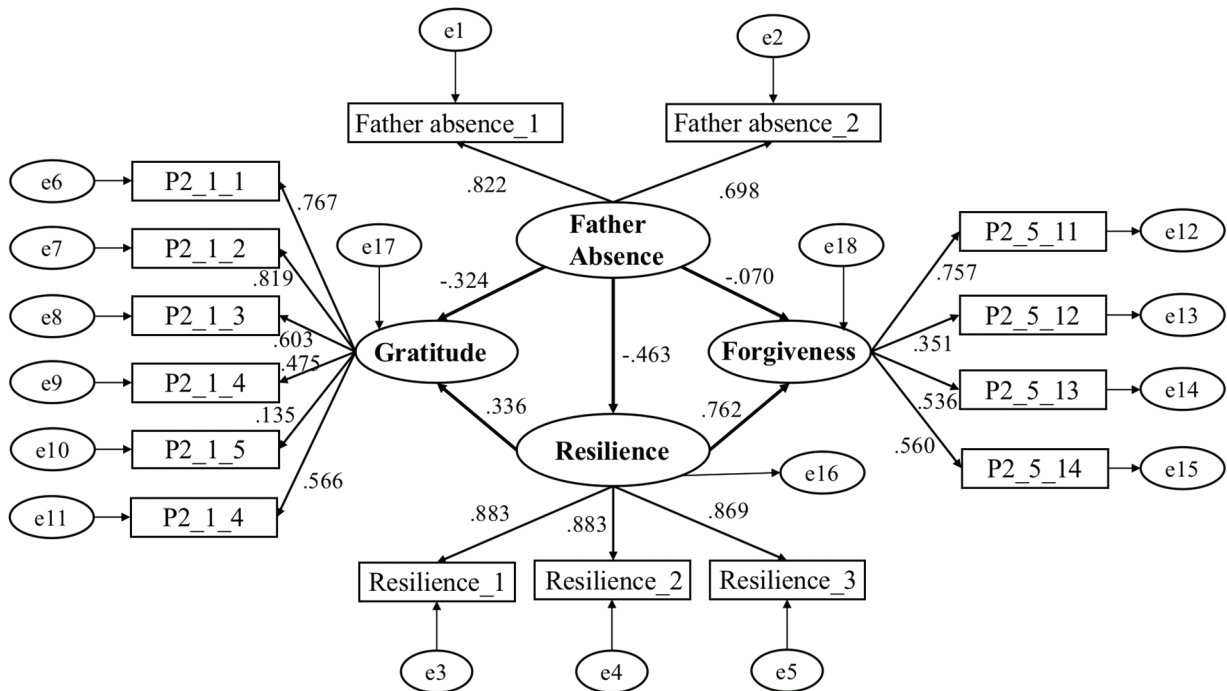 e1
e2
Father absence_1
Father absence_2
.822
.698
e6
P2_1_1
.767
e7
P2_1_2
.819
e8
P2_1_3
.603
e9
P2_1_4
.475
e10
P2_1_5
.135
e11
P2_1_4
.566
e17
Father
Absence
e18
-.324
-.070
Gratitude
-.463
Forgiveness
.336
.762
Resilience
e16
P2_5_11
e12
.757
P2_5_12
e13
.351
P2_5_13
e14
.536
P2_5_14
e15
.560
.883
.883
.869
Resilience_1
Resilience_2
Resilience_3
e3
e4
e5